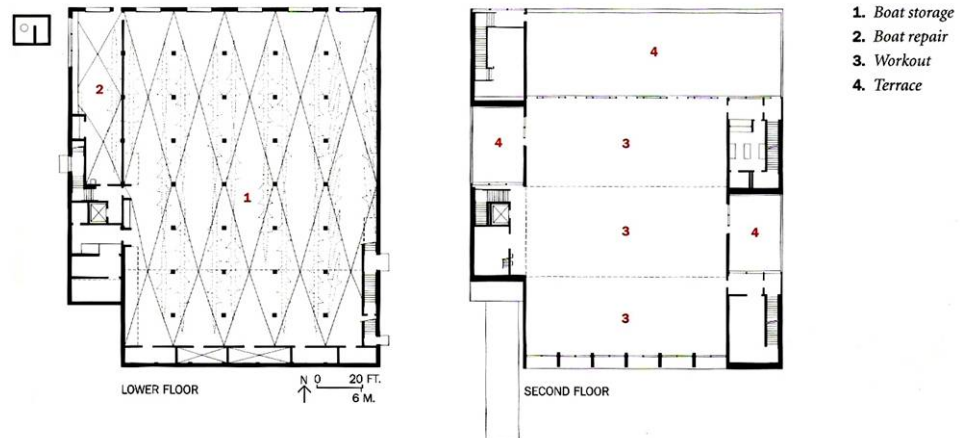 1. Boat storage
2. Boat repair
3. Workout
4. Terrace
2
1
4
4
3
3
4
3
LOWER FLOOR
N 0 20 FT.
6 M.
SECOND FLOOR